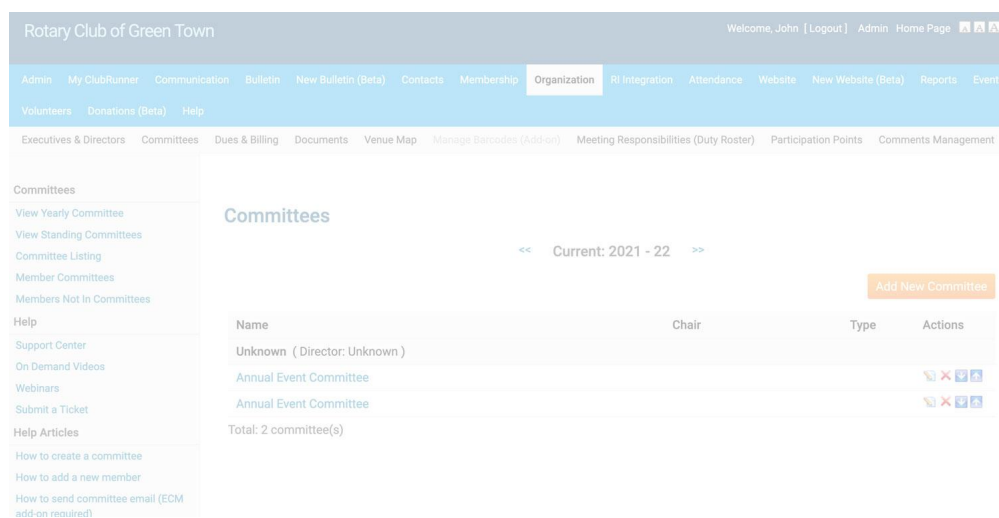 Rotary Club of Green Town
Welcome, John [ Logout ] Admin Home Page A A A
Admin My ClubRunner Communication Bulletin New Bulletin (Beta) Contacts Membership Organization RI Integration Attendance Website New Website (Beta) Reports Event
Volunteers Donations (Beta) Help
Executives & Directors Committees Dues & Billing Documents Venue Map Manage Barcodes (Add-on) Meeting Responsibilities (Duty Roster) Participation Points Comments Management
Committees
View Yearly Committee
View Standing Committees
Committee Listing
Member Committees
Members Not In Committees
Help
Support Center
On Demand Videos
Webinars
Submit a Ticket
Help Articles
How to create a committee
How to add a new member
How to send committee email (ECM
add-on required)
Committees
<< Current: 2021 - 22 >>
Add New Committee
Name Chair Type Actions
Unknown ( Director: Unknown )
Annual Event Committee
Annual Event Committee
Total: 2 committee(s)